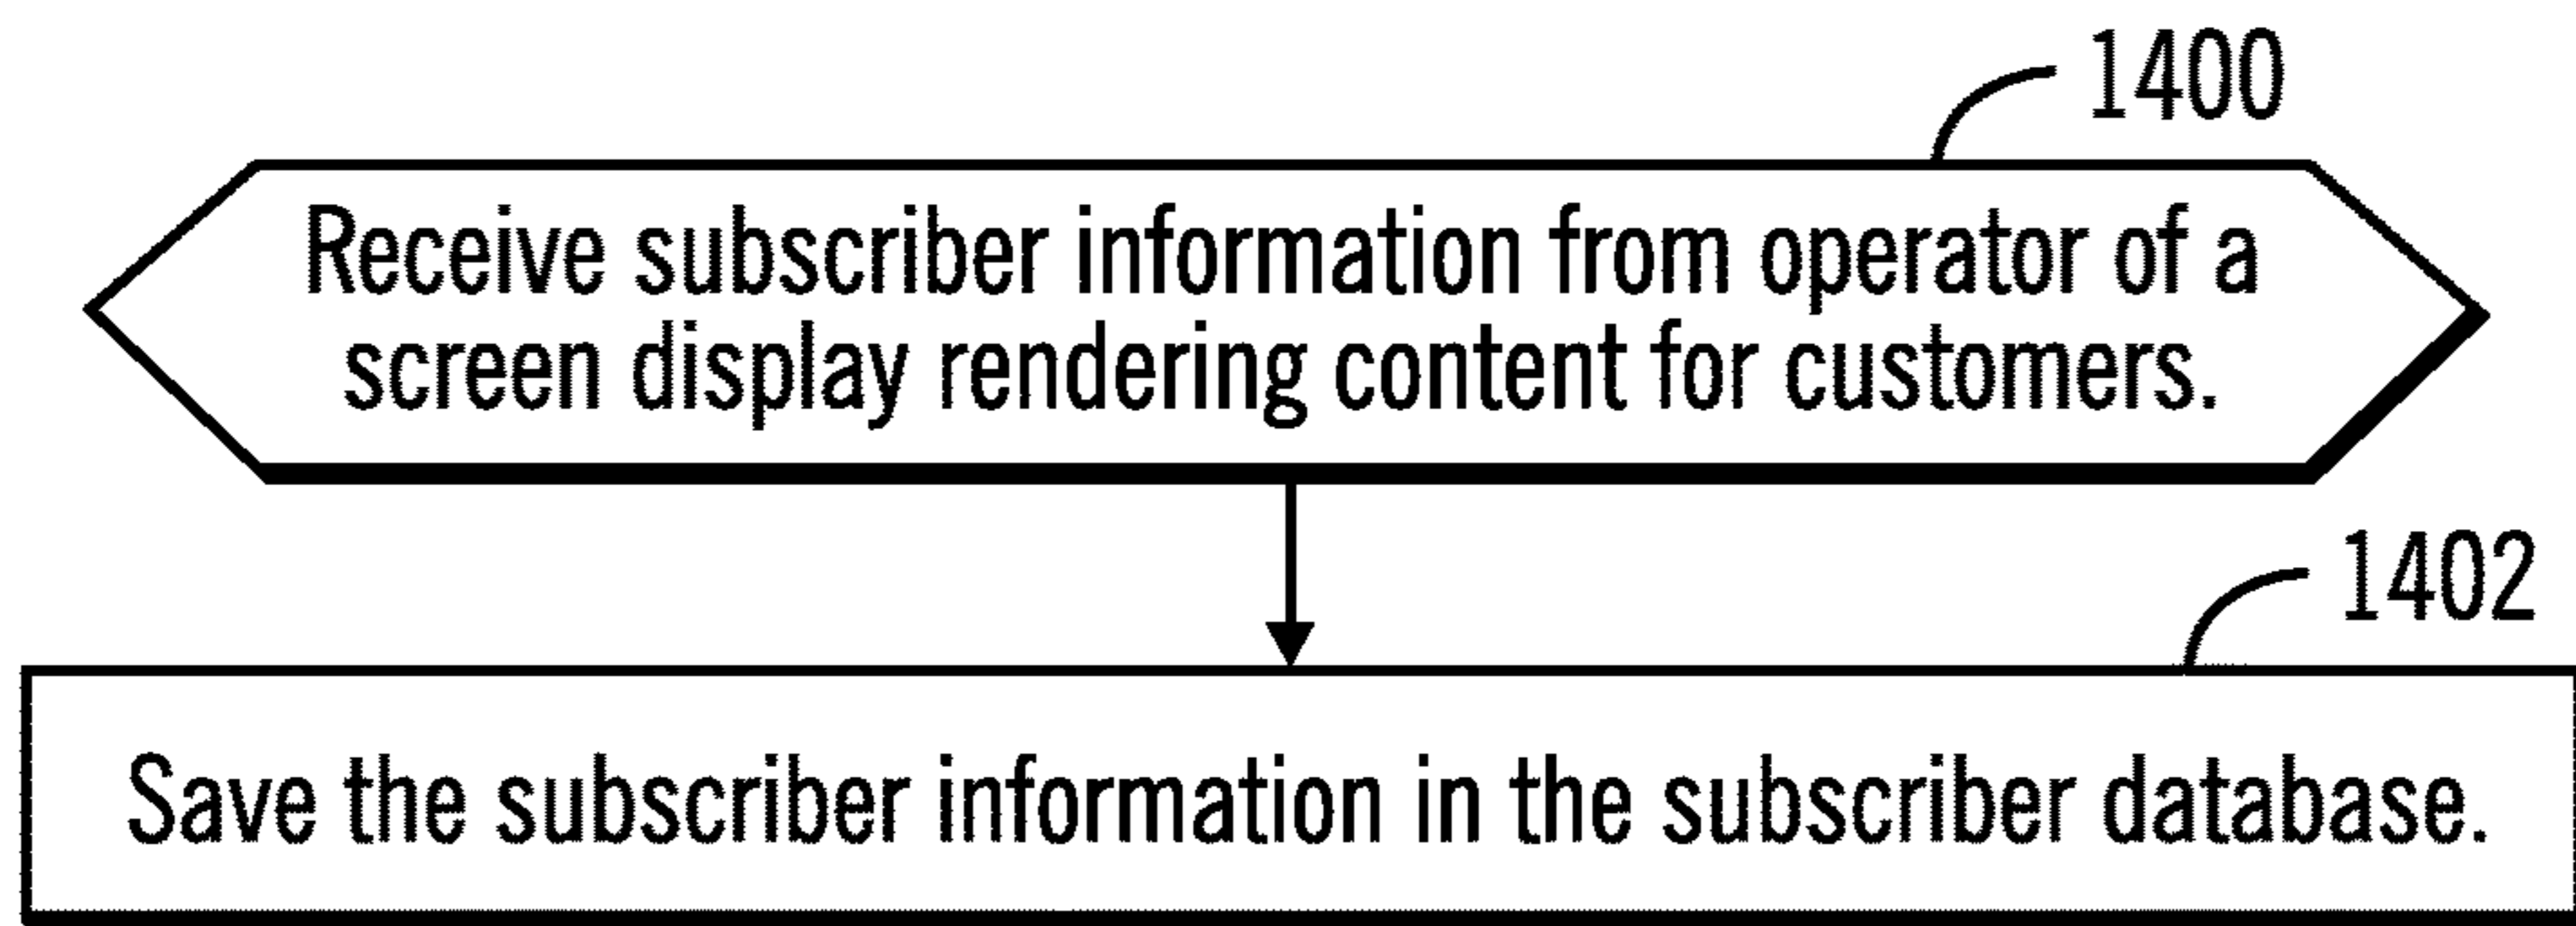 1400
Receive subscriber information from operator of a
screen display rendering content for customers.
1402
Save the subscriber information in the subscriber database.